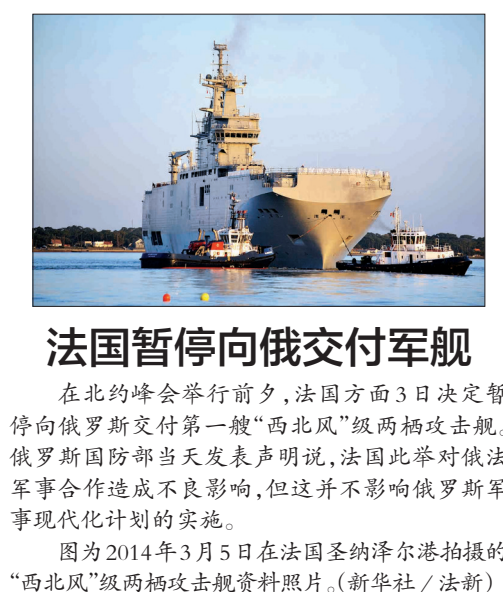 法国暂停向俄交付军舰
在北约峰会举行前夕,法国方面3日决定暂
停向俄罗斯交付第一艘“西北风”级两栖攻击舰。
俄罗斯国防部当天发表声明说,法国此举对俄法
军事合作造成不良影响,但这并不影响俄罗斯军
事现代化计划的实施。
图为2014年3月5日在法国圣纳泽尔港拍摄的
“西北风”级两栖攻击舰资料照片。(新华社/法新)